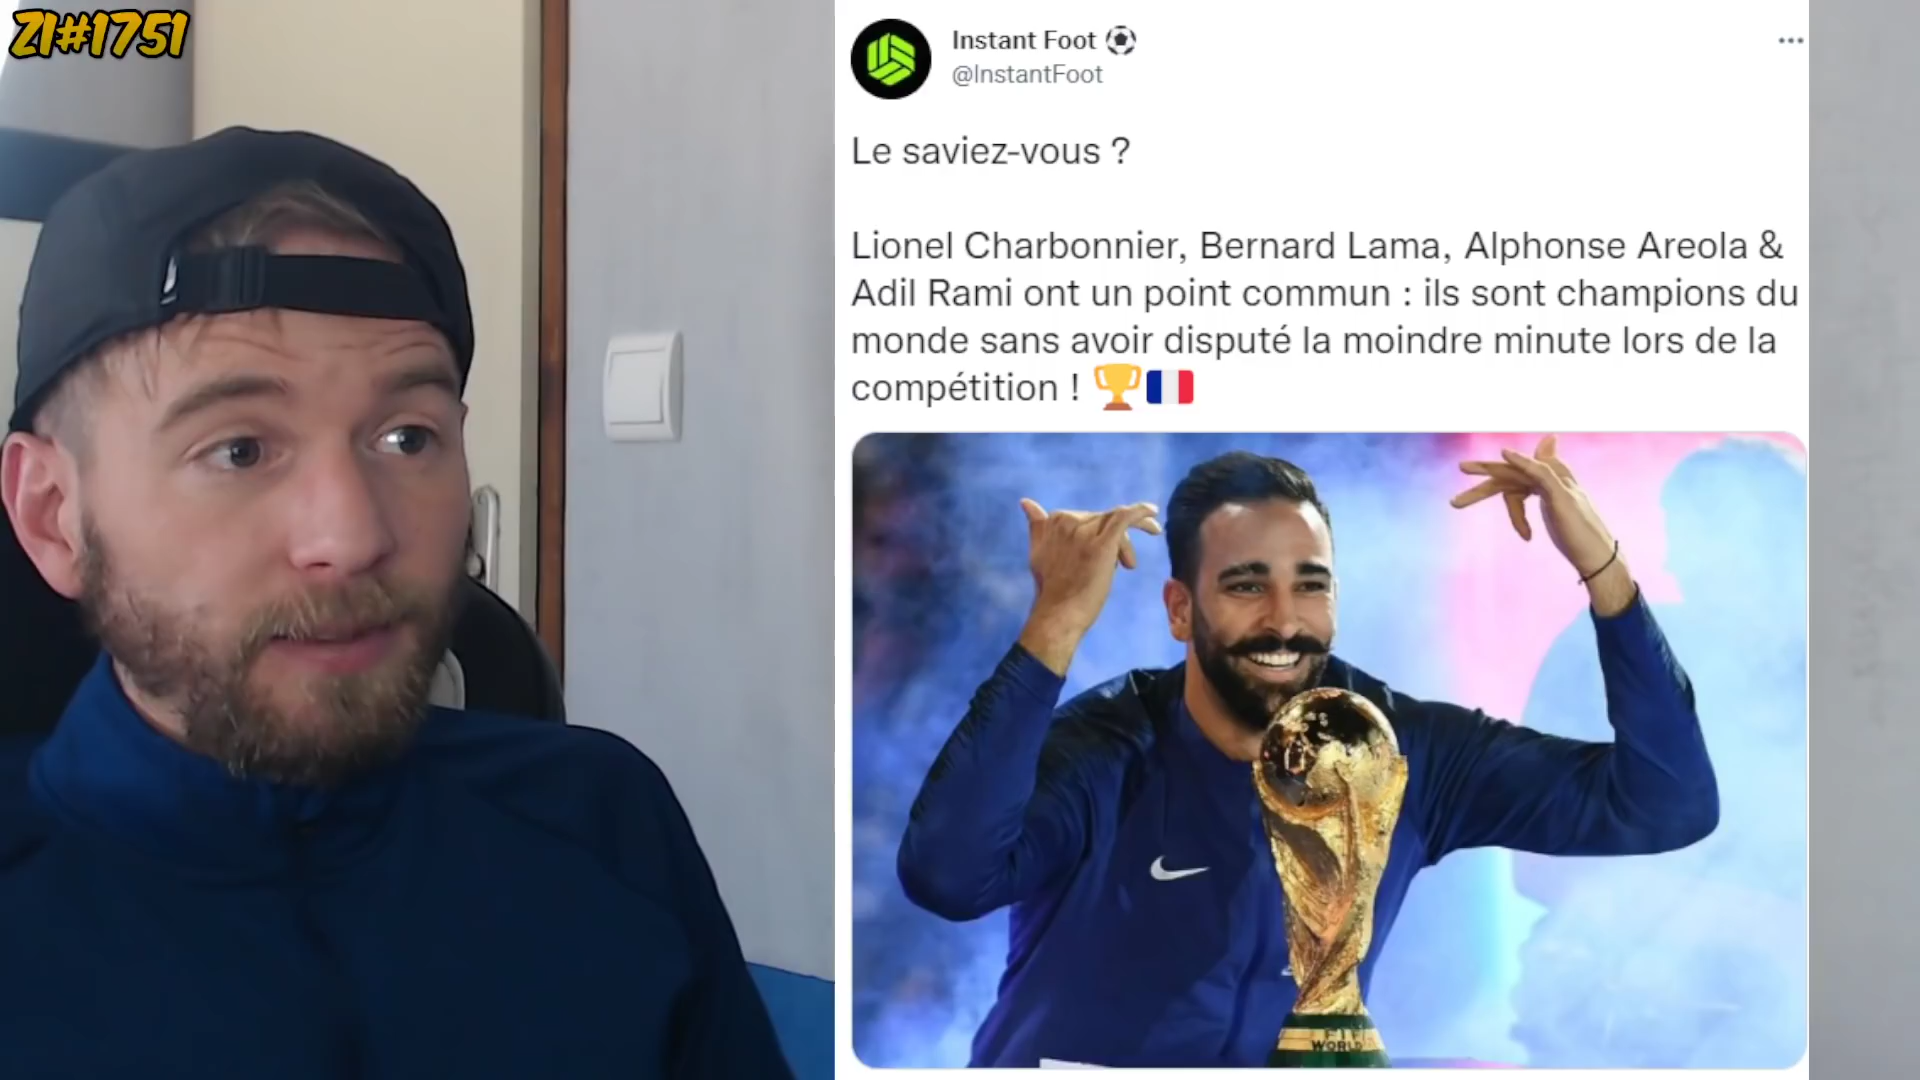 ZI#1751
Instant Foot
@InstantFoot
Le saviez-vous ?
Lionel Charbonnier, Bernard Lama, Alphonse Areola &
Adil Rami ont un point commun : ils sont champions du
monde sans avoir disputé la moindre minute lors de la
compétition ! 🏆🇫🇷
WORLD